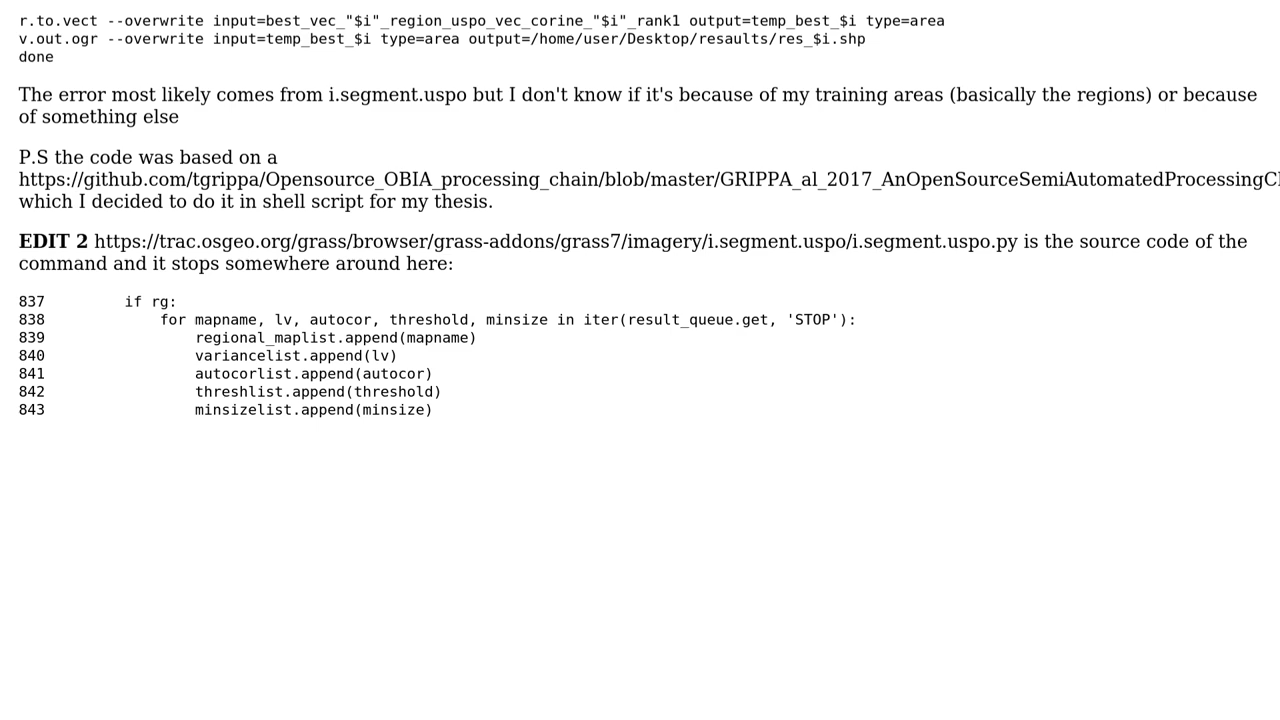 r.to.vect --overwrite input=best_vec_"$i"_region_uspo_vec_corine_"$i"_rank1 output=temp_best_$i type=area
v.out.ogr --overwrite input=temp_best_$i type=area output=/home/user/Desktop/resaults/res_$i.shp
done
The error most likely comes from i.segment.uspo but I don't know if it's because of my training areas (basically the regions) or because
of something else
P.S the code was based on a
https://github.com/tgrippa/Opensource_OBIA_processing_chain/blob/master/GRIPPA_al_2017_AnOpenSourceSemiAutomatedProcessingC
which I decided to do it in shell script for my thesis.
EDIT 2 https://trac.osgeo.org/grass/browser/grass-addons/grass7/imagery/i.segment.uspo/i.segment.uspo.py is the source code of the
command and it stops somewhere around here:
837         if rg:
838             for mapname, lv, autocor, threshold, minsize in iter(result_queue.get, 'STOP'):
839                 regional_maplist.append(mapname)
840                 variancelist.append(lv)
841                 autocorlist.append(autocor)
842                 threshlist.append(threshold)
843                 minsizelist.append(minsize)